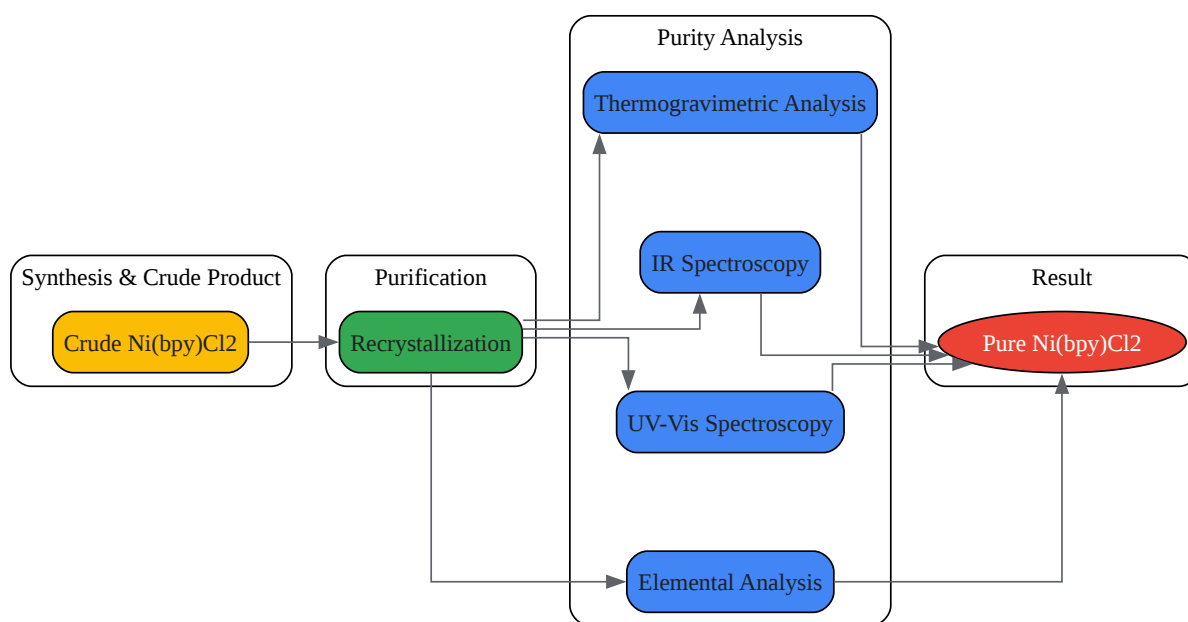 Purity Analysis
Thermogravimetric Analysis
IR Spectroscopy
Synthesis & Crude Product
Purification
Result
Crude Ni(bpy)Cl2
Recrystallization
Pure Ni(bpy)Cl2
UV-Vis Spectroscopy
Elemental Analysis